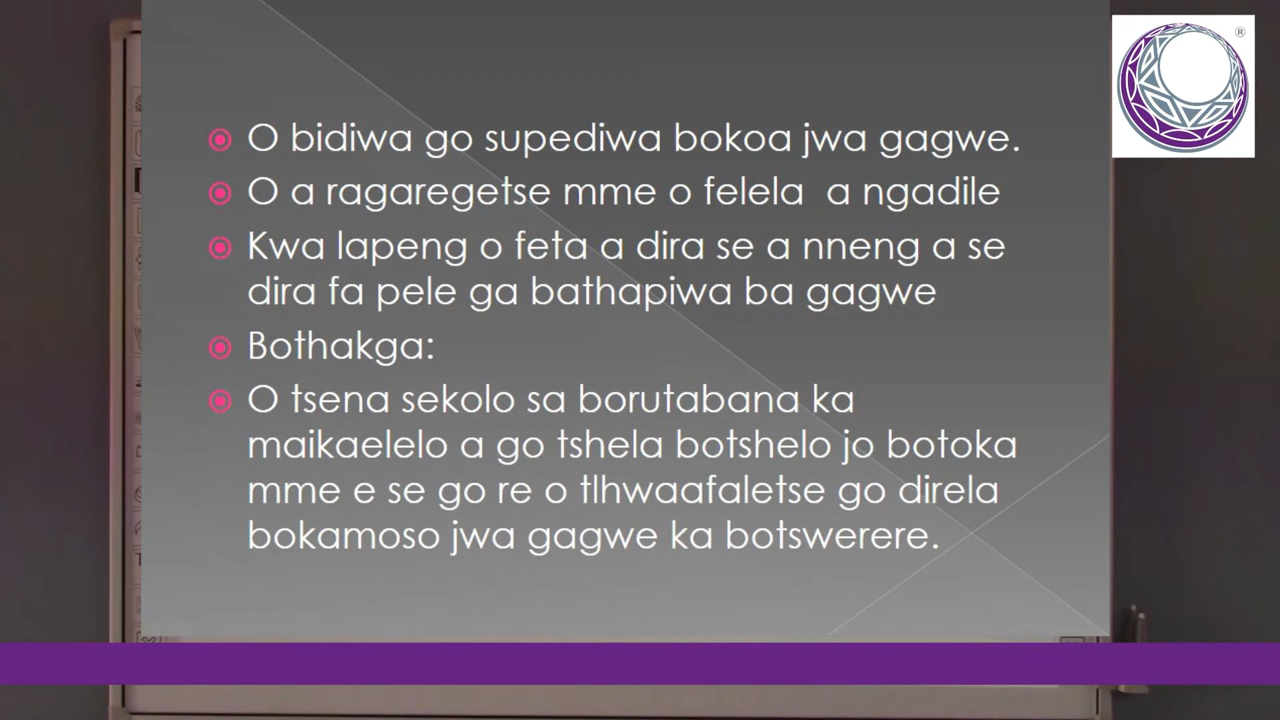 O bidiwa go supediwa bokoa jwa gagwe.
O a ragaregetse mme o felela a ngadile
Kwa lapeng o feta a dira se a nneng a se
dira fa pele ga bathapiwa ba gagwe
Bothakga:
O tsena sekolo sa borutabana ka
maikaelelo a go tshela botshelo jo botoka
mme e se go re o tlhwaafaletse go direla
bokamoso jwa gagwe ka botswerere.
®